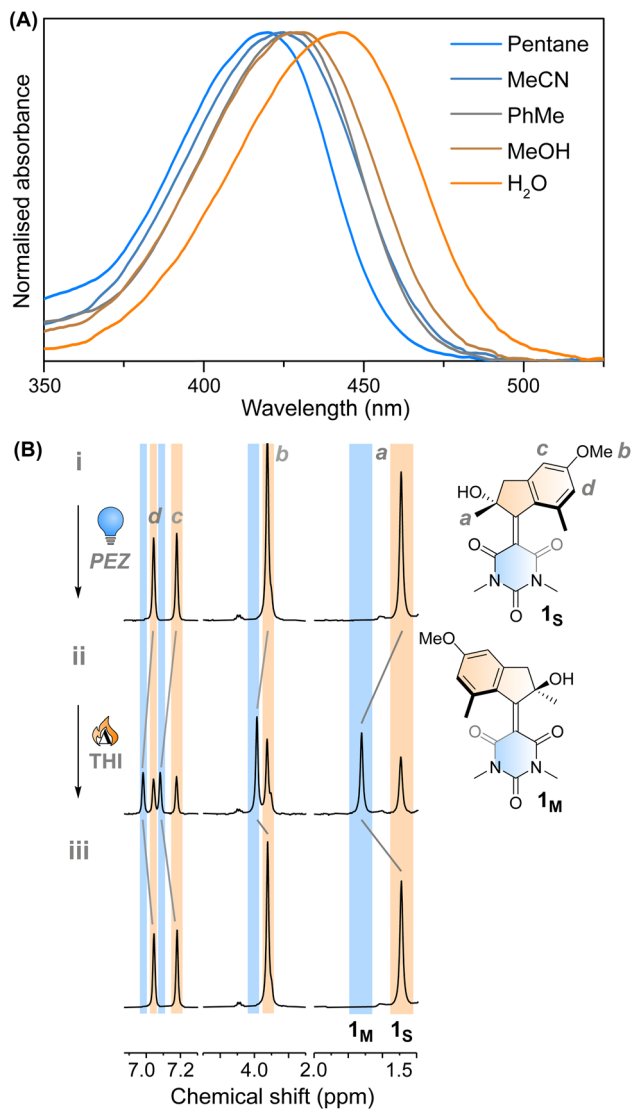 (A)
Normalised absorbance
Pentane
MeCN
PhMe
MeOH
H₂O
350 400 450 500
Wavelength (nm)
(B)
i
PEZ
ii
Δ
THI
iii
d c b a
1M 1S
7.0 7.2 4.0 2.0 2.0 1.5
Chemical shift (ppm)
c
OMe b
HO
d
a
O O
N N
O
1S
MeO
OH
O O
N N
O
1M